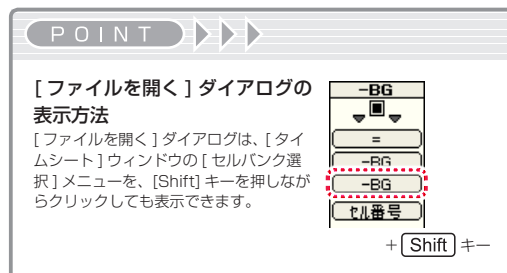 POINT
[ファイルを開く]ダイアログの
表示方法
[ファイルを開く]ダイアログは、[タイ
ムシート]ウィンドウの[セルバンク選
択]メニューを、[Shift]キーを押しなが
らクリックしても表示できます。
-BG
=
-BG
-BG
セル番号
+ Shift キー